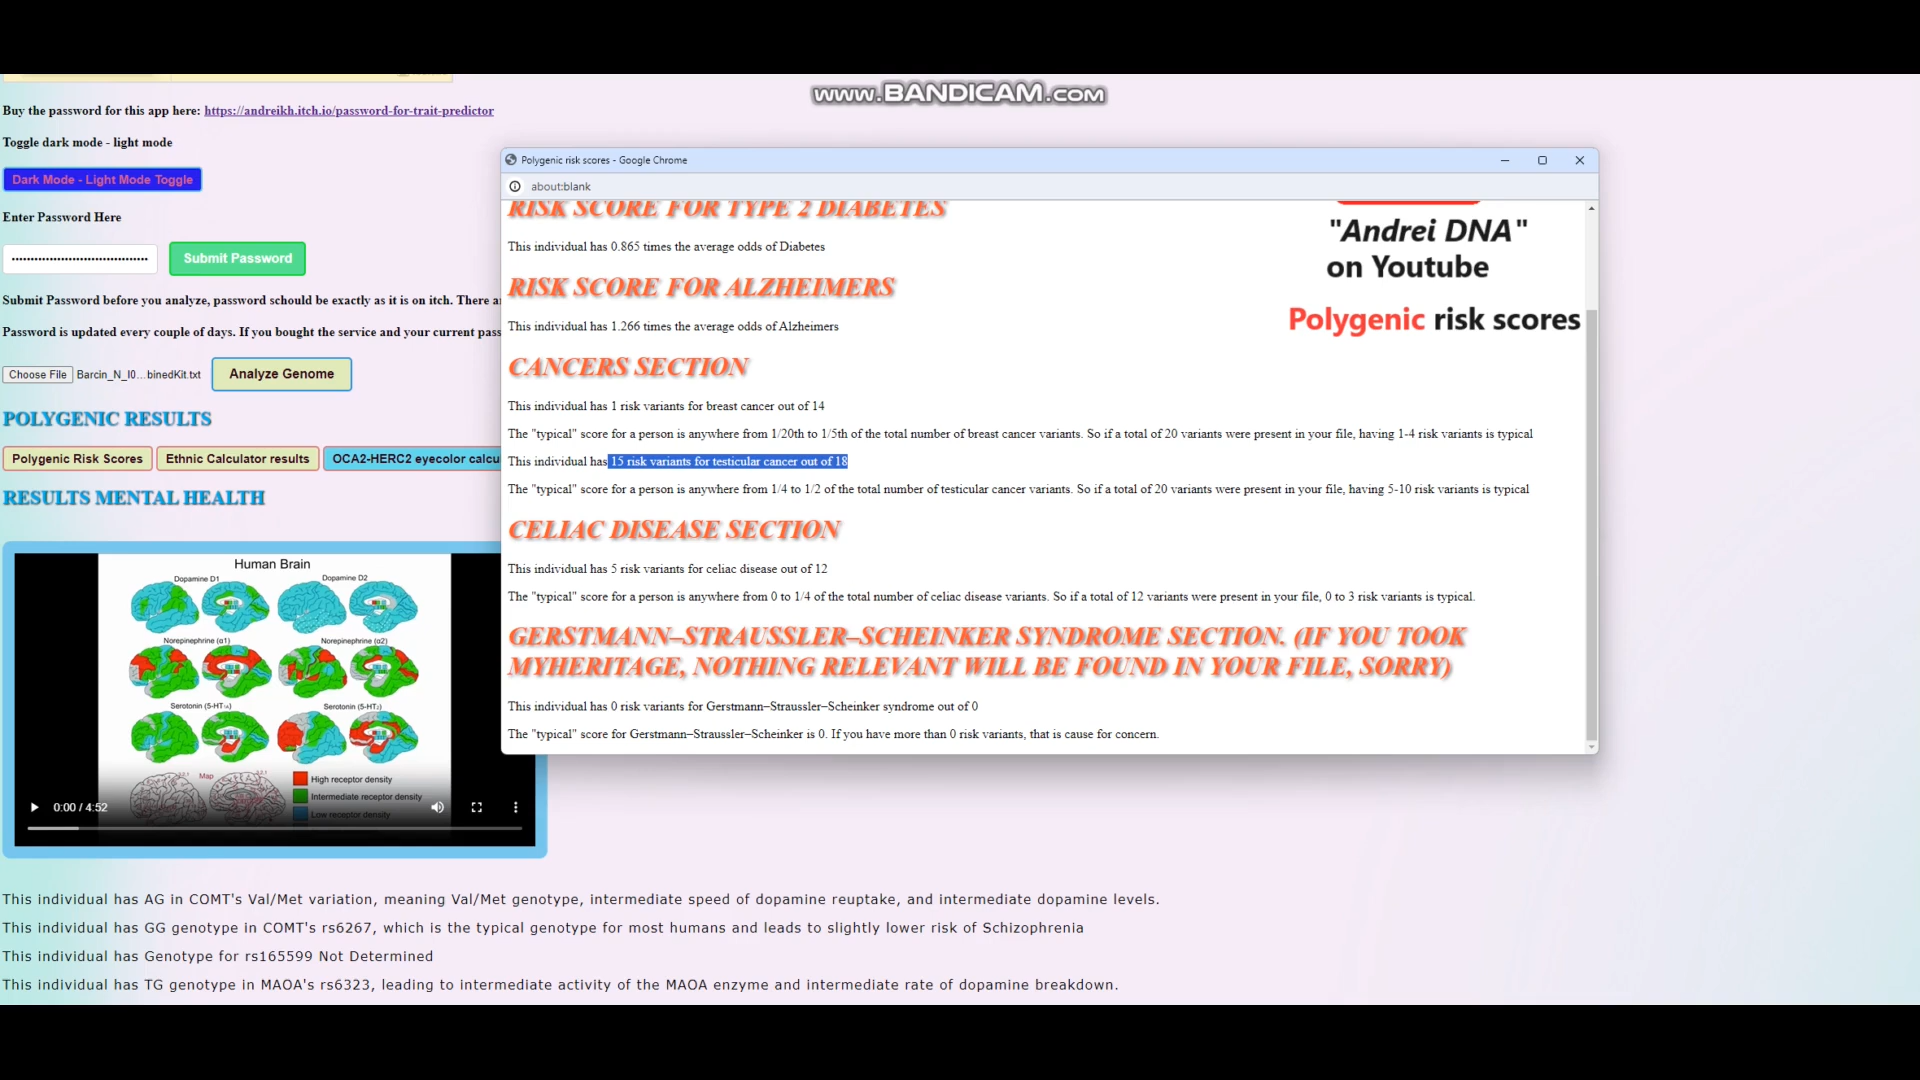 www.BANDICAM.com
Buy the password for this app here: https://andreikh.itch.io/password-for-trait-predictor
Toggle dark mode - light mode
Dark Mode - Light Mode Toggle
Enter Password Here
Submit Password
Submit Password before you analyze, password schould be exactly as it is on itch. There
Password is updated every couple of days. If you bought the service and your current
Choose File Barcin_N_I0...binedKit.txt
Analyze Genome
POLYGENIC RESULTS
Polygenic Risk Scores
Ethnic Calculator results
OCA2-HERC2 eyecolor
RESULTS MENTAL HEALTH
Human Brain
Dopamine D1
Dopamine D2
Norepinephrine (α1)
Norepinephrine (α2)
Serotonin (5-HT1A)
Serotonin (5-HT2)
Map
High receptor density
Intermediate receptor density
Low receptor density
0:00 / 4:52
Polygenic risk scores - Google Chrome
about:blank
RISK SCORE FOR TYPE 2 DIABETES
This individual has 0.865 times the average odds of Diabetes
RISK SCORE FOR ALZHEIMERS
This individual has 1.266 times the average odds of Alzheimers
"Andrei DNA"
on Youtube
Polygenic risk scores
CANCERS SECTION
This individual has 1 risk variants for breast cancer out of 14
The "typical" score for a person is anywhere from 1/20th to 1/5th of the total number of breast cancer variants. So if a total of 20 variants were present in your file, having 1-4 risk variants is typical
This individual has 15 risk variants for testicular cancer out of 18
The "typical" score for a person is anywhere from 1/4 to 1/2 of the total number of testicular cancer variants. So if a total of 20 variants were present in your file, having 5-10 risk variants is typical
CELIAC DISEASE SECTION
This individual has 5 risk variants for celiac disease out of 12
The "typical" score for a person is anywhere from 0 to 1/4 of the total number of celiac disease variants. So if a total of 12 variants were present in your file, 0 to 3 risk variants is typical.
GERSTMANN–STRAUSSLER–SCHEINKER SYNDROME SECTION. (IF YOU TOOK
MYHERITAGE, NOTHING RELEVANT WILL BE FOUND IN YOUR FILE, SORRY)
This individual has 0 risk variants for Gerstmann–Straussler–Scheinker syndrome out of 0
The "typical" score for Gerstmann–Straussler–Scheinker is 0. If you have more than 0 risk variants, that is cause for concern.
This individual has AG in COMT's Val/Met variation, meaning Val/Met genotype, intermediate speed of dopamine reuptake, and intermediate dopamine levels.
This individual has GG genotype in COMT's rs6267, which is the typical genotype for most humans and leads to slightly lower risk of Schizophrenia
This individual has Genotype for rs165599 Not Determined
This individual has TG genotype in MAOA's rs6323, leading to intermediate activity of the MAOA enzyme and intermediate rate of dopamine breakdown.